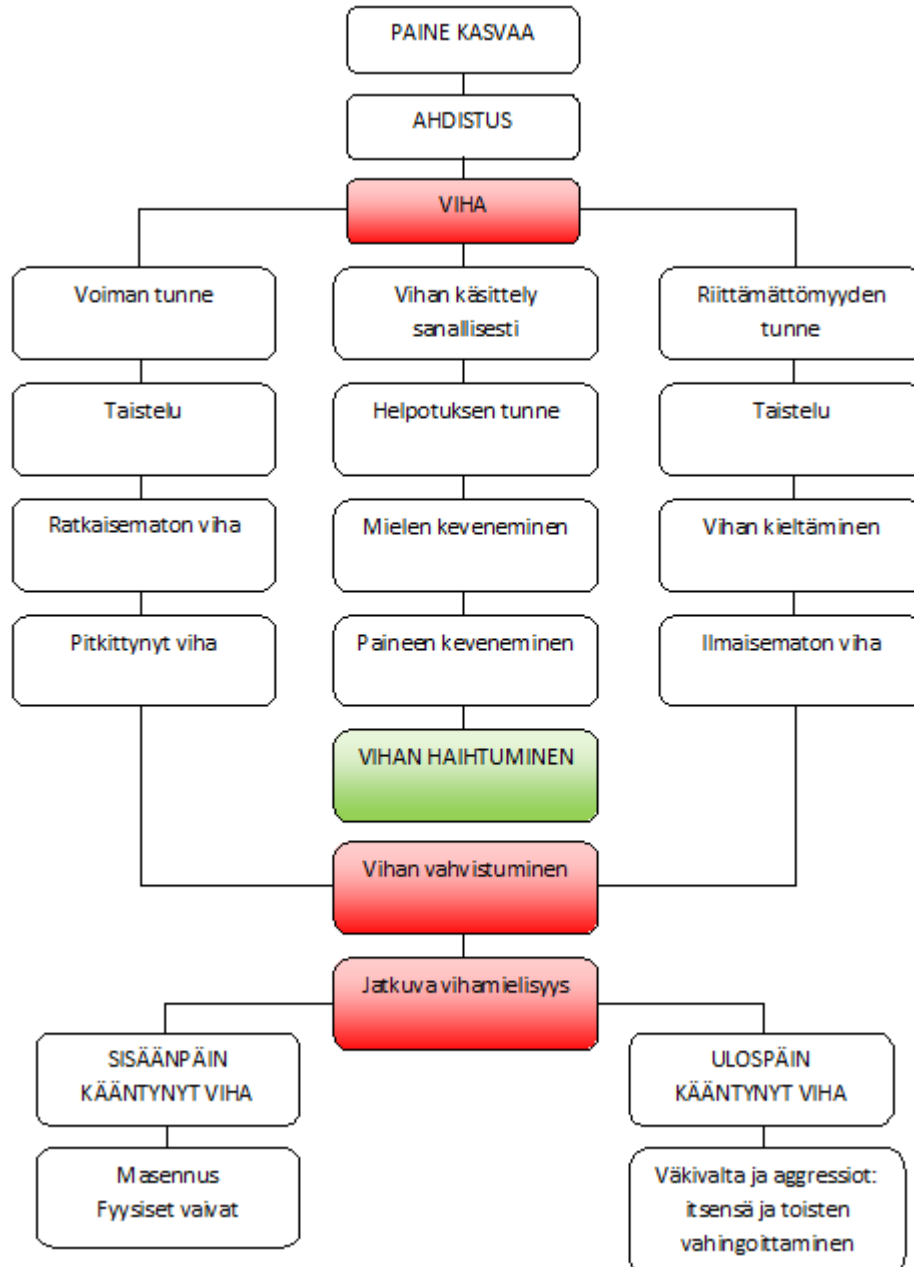 PAINE KASVAA
AHDISTUS
VIHA
Voiman tunne
Vihan käsittely
sanallisesti
Riittämättömyyden
tunne
Taistelu
Helpotuksen tunne
Taistelu
Ratkaisematon viha
Mielen keveneminen
Vihan kieltäminen
Pitkittynyt viha
Paineen keveneminen
Ilmaisematon viha
VIHAN HAIHTUMINEN
Vihan vahvistuminen
Jatkuva vihamielisyys
SISÄÄNPÄIN
KÄÄNTYNYT VIHA
ULOSPÄIN
KÄÄNTYNYT VIHA
Masennus
Fyysiset vaivat
Väkivalta ja aggressiot:
itsensä ja toisten
vahingoittaminen